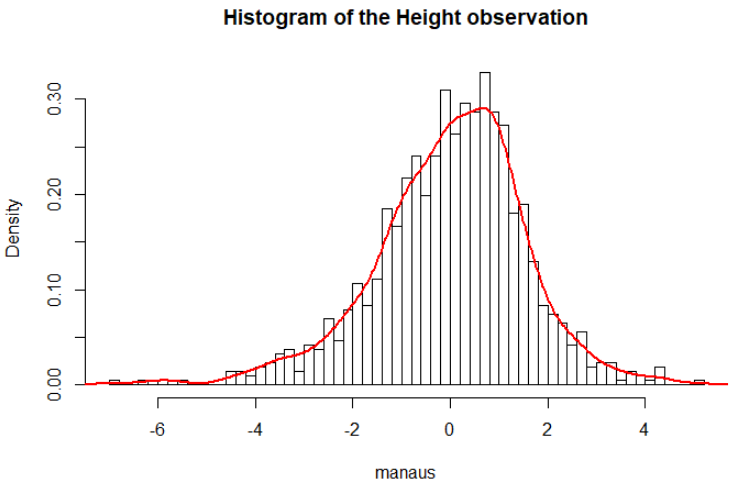 Histogram of the Height observation
Density
0.30
0.20
0.10
0.00
-6 -4 -2 0 2 4
manaus